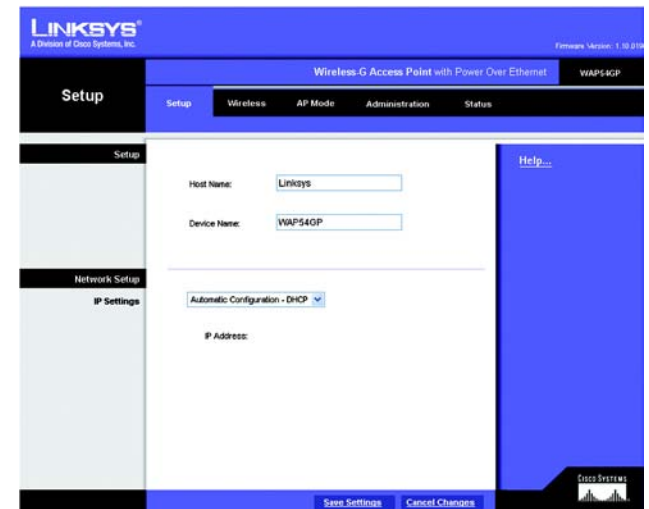 LINKSYS®
A Division of Cisco Systems, Inc.
Firmware Version: 1.10
Wireless-G Access Point with Power Over Ethernet
WAP54GP
Setup
Setup Wireless AP Mode Administration Status
Setup
Help...
Host Name: Linksys
Device Name: WAP54GP
Network Setup
IP Settings
Automatic Configuration - DHCP
IP Address:
CISCO SYSTEMS
Save Settings Cancel Changes